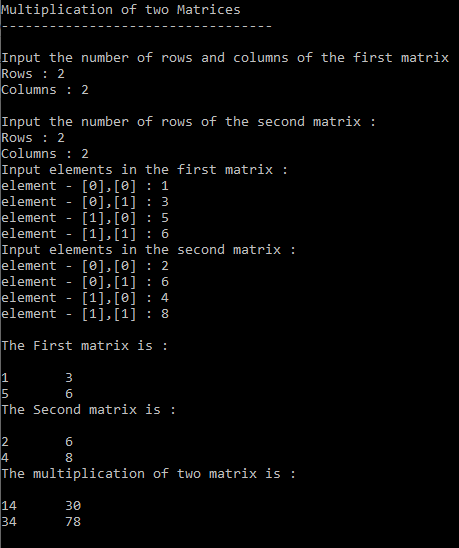 Multiplication of two Matrices
----------------------------------
Input the number of rows and columns of the first matrix
Rows : 2
Columns : 2
Input the number of rows of the second matrix :
Rows : 2
Columns : 2
Input elements in the first matrix :
element - [0],[0] : 1
element - [0],[1] : 3
element - [1],[0] : 5
element - [1],[1] : 6
Input elements in the second matrix :
element - [0],[0] : 2
element - [0],[1] : 6
element - [1],[0] : 4
element - [1],[1] : 8
The First matrix is :
1 3
5 6
The Second matrix is :
2 6
4 8
The multiplication of two matrix is :
14 30
34 78